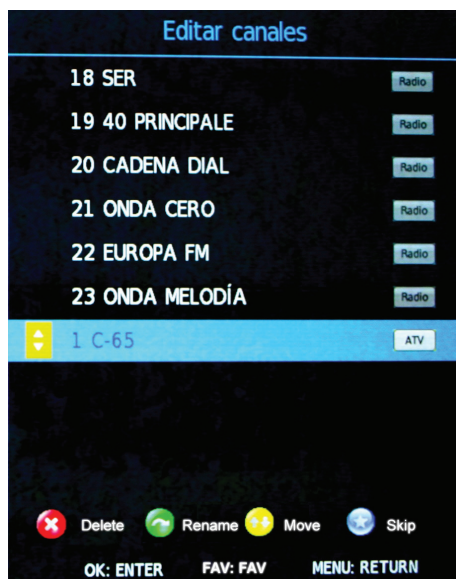 Editar canales
18 SER Radio
19 40 PRINCIPALE Radio
20 CADENA DIAL Radio
21 ONDA CERO Radio
22 EUROPA FM Radio
23 ONDA MELODÍA Radio
1 C-65 ATV
Delete Rename Move Skip
OK: ENTER FAV: FAV MENU: RETURN